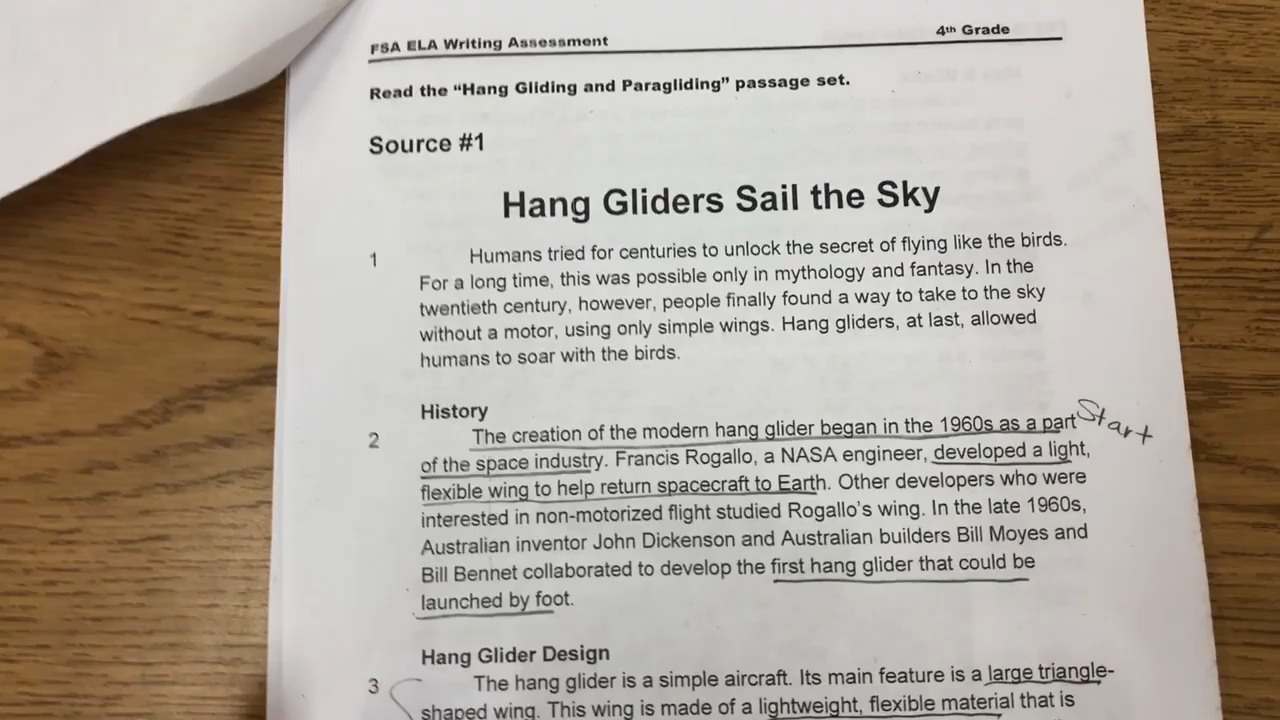 FSA ELA Writing Assessment 4th Grade
Read the “Hang Gliding and Paragliding” passage set.
Source #1
Hang Gliders Sail the Sky
1 Humans tried for centuries to unlock the secret of flying like the birds.
For a long time, this was possible only in mythology and fantasy. In the
twentieth century, however, people finally found a way to take to the sky
without a motor, using only simple wings. Hang gliders, at last, allowed
humans to soar with the birds.
History
2 The creation of the modern hang glider began in the 1960s as a part Start
of the space industry. Francis Rogallo, a NASA engineer, developed a light,
flexible wing to help return spacecraft to Earth. Other developers who were
interested in non-motorized flight studied Rogallo’s wing. In the late 1960s,
Australian inventor John Dickenson and Australian builders Bill Moyes and
Bill Bennet collaborated to develop the first hang glider that could be
launched by foot.
Hang Glider Design
3 The hang glider is a simple aircraft. Its main feature is a large triangle-
shaped wing. This wing is made of a lightweight, flexible material that is